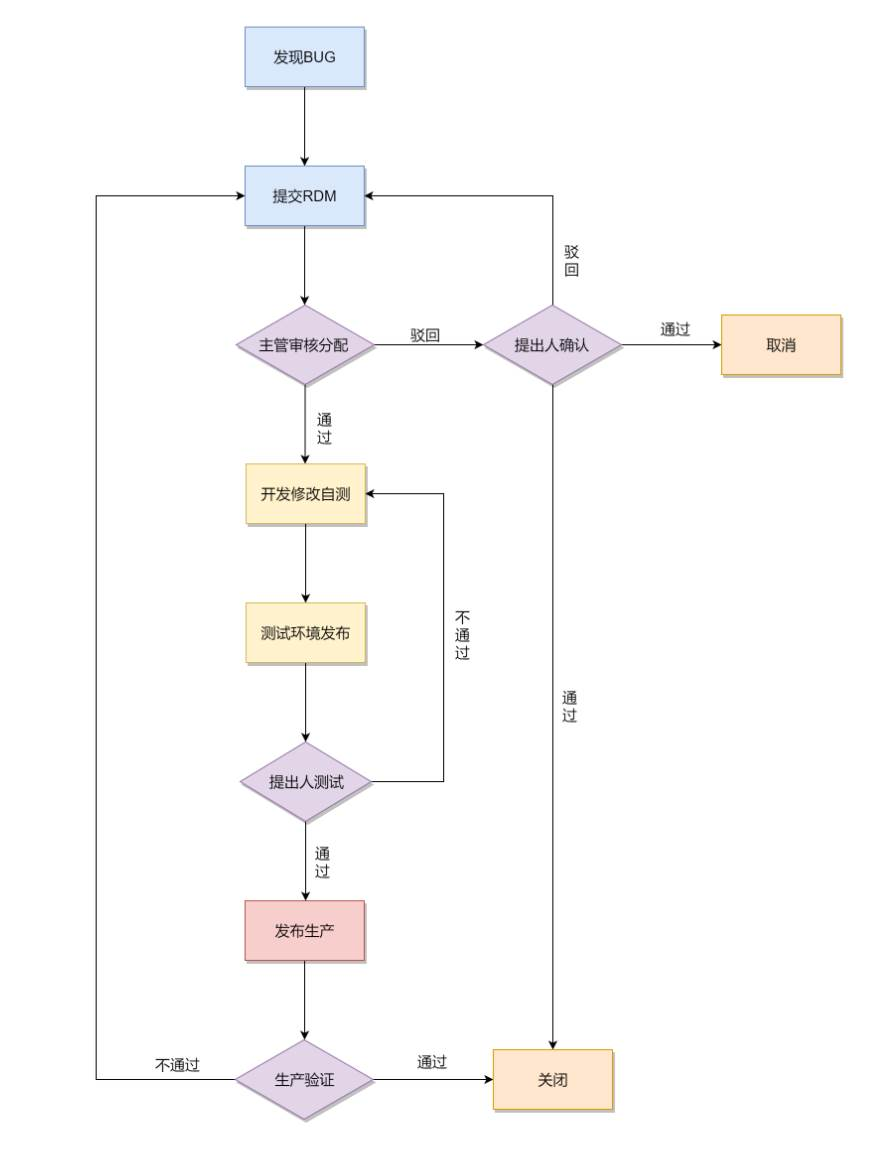 发现BUG
提交RDM
驳
回
主管审核分配
驳回
提出人确认
通过
取消
通
过
开发修改自测
测试环境发布
不
通
过
通
过
提出人测试
通
过
发布生产
不通过
生产验证
通过
关闭